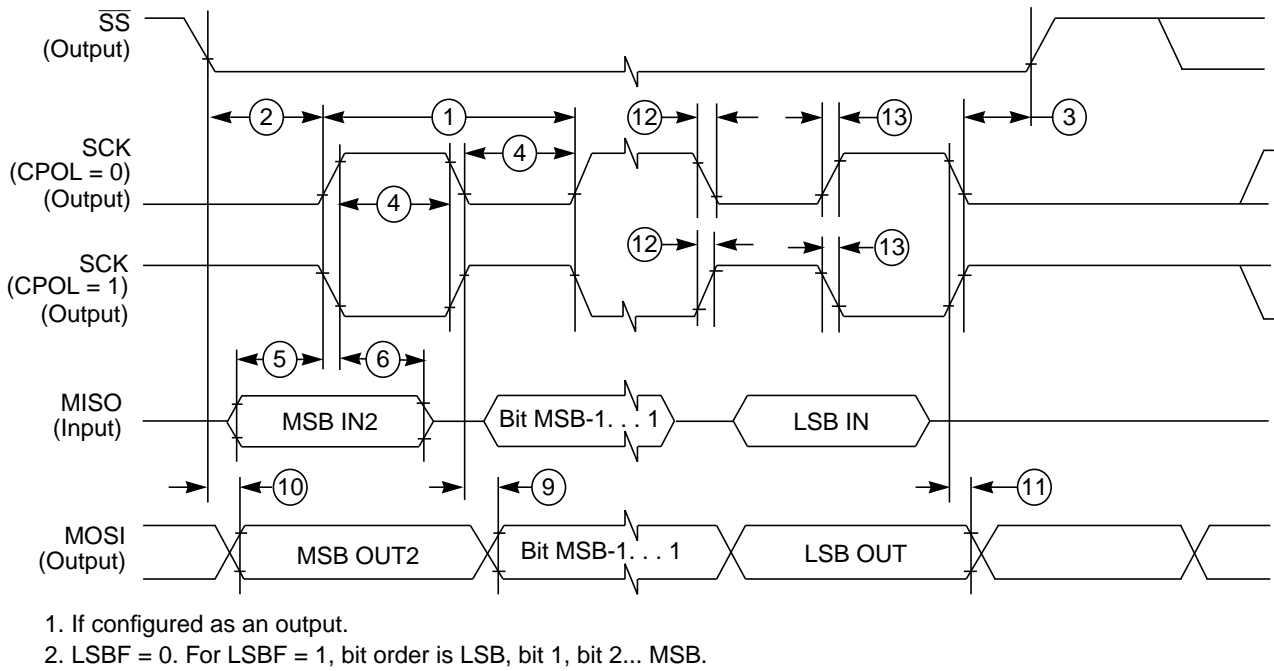 SS
(Output)
2
1
12
13
3
SCK
(CPOL = 0)
(Output)
4
4
SCK
(CPOL = 1)
(Output)
12
13
5
6
MISO
(Input)
MSB IN2
Bit MSB-1. . . 1
LSB IN
10
9
11
MOSI
(Output)
MSB OUT2
Bit MSB-1. . . 1
LSB OUT
1. If configured as an output.
2. LSBF = 0. For LSBF = 1, bit order is LSB, bit 1, bit 2... MSB.